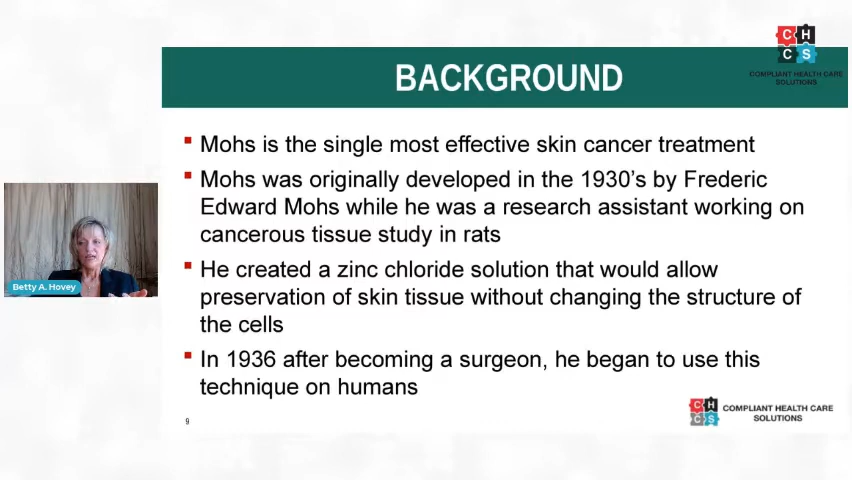 BACKGROUND
C H
C S
COMPLIANT HEALTH CARE
SOLUTIONS
Mohs is the single most effective skin cancer treatment
Mohs was originally developed in the 1930’s by Frederic
Edward Mohs while he was a research assistant working on
cancerous tissue study in rats
He created a zinc chloride solution that would allow
preservation of skin tissue without changing the structure of
the cells
In 1936 after becoming a surgeon, he began to use this
technique on humans
Betty A. Hovey
9
C H
C S
COMPLIANT HEALTH CARE
SOLUTIONS